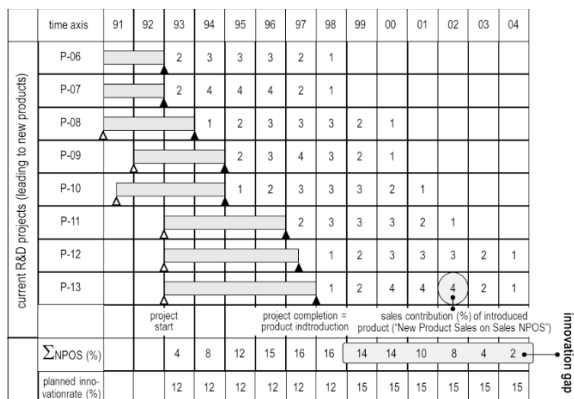 time axis 91 92 93 94 95 96 97 98 99 00 01 02 03 04
current R&D projects (leading to new products)
P-06 2 3 3 3 2 1
P-07 2 4 4 4 2 1
P-08 1 2 3 3 3 2 1
P-09 2 3 4 3 2 1
P-10 1 2 3 3 3 2 1
P-11 2 3 3 3 2 1
P-12 1 2 3 3 3 2 1
P-13 1 2 4 4 4 2 1
project
start
project completion =
product indtroduction
sales contribution (%) of introduced
product ("New Product Sales on Sales NPOS")
∑NPOS (%) 4 8 12 15 16 16 14 14 10 8 4 2
planned inno-
vationrate (%) 12 12 12 12 12 12 15 15 15 15 15 15
innovation gap